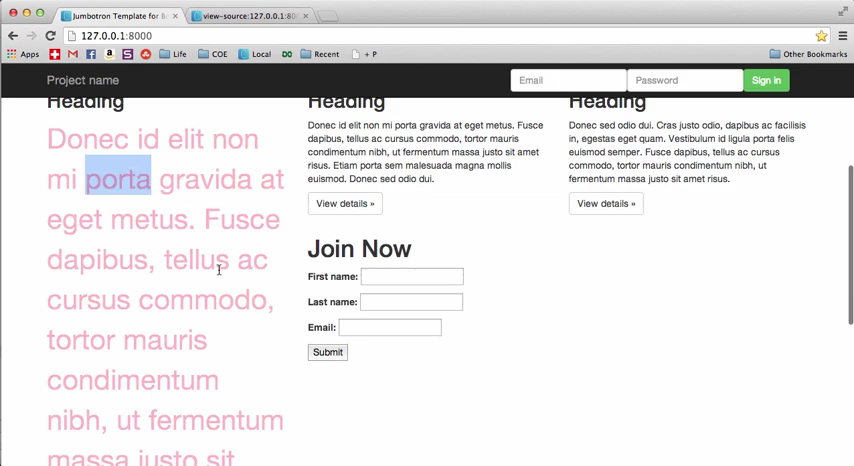 Jumbotron Template for Bo
view-source:127.0.0.1:800
127.0.0.1:8000
Apps
Life
COE
Local
Recent
+ P
Other Bookmarks
Project name
Email
Password
Sign in
Heading
Donec id elit non
mi porta gravida at
eget metus. Fusce
dapibus, tellus ac
cursus commodo,
tortor mauris
condimentum
nibh, ut fermentum
massa justo sit
Heading
Donec id elit non mi porta gravida at eget metus. Fusce
dapibus, tellus ac cursus commodo, tortor mauris
condimentum nibh, ut fermentum massa justo sit amet
risus. Etiam porta sem malesuada magna mollis
euismod. Donec sed odio dui.
View details »
Heading
Donec sed odio dui. Cras justo odio, dapibus ac facilisis
in, egestas eget quam. Vestibulum id ligula porta felis
euismod semper. Fusce dapibus, tellus ac cursus
commodo, tortor mauris condimentum nibh, ut
fermentum massa justo sit amet risus.
View details »
Join Now
First name:
Last name:
Email:
Submit